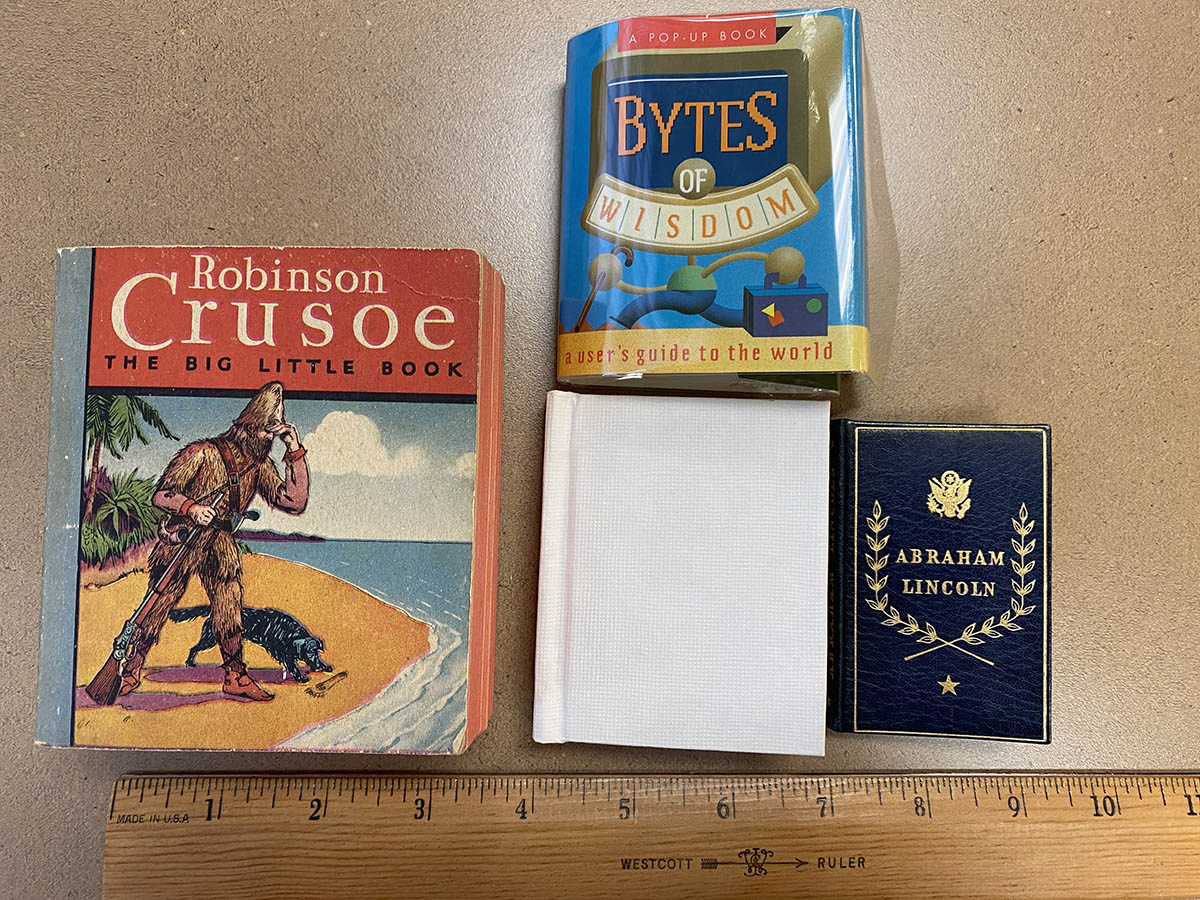 A POP-UP BOOK
BYTES
OF
WISDOM
a user's guide to the world
Robinson
Crusoe
THE BIG LITTLE BOOK
ABRAHAM
LINCOLN
1 2 3 4 5 6 7 8 9 10
MADE IN U.S.A
WESTCOTT RULER